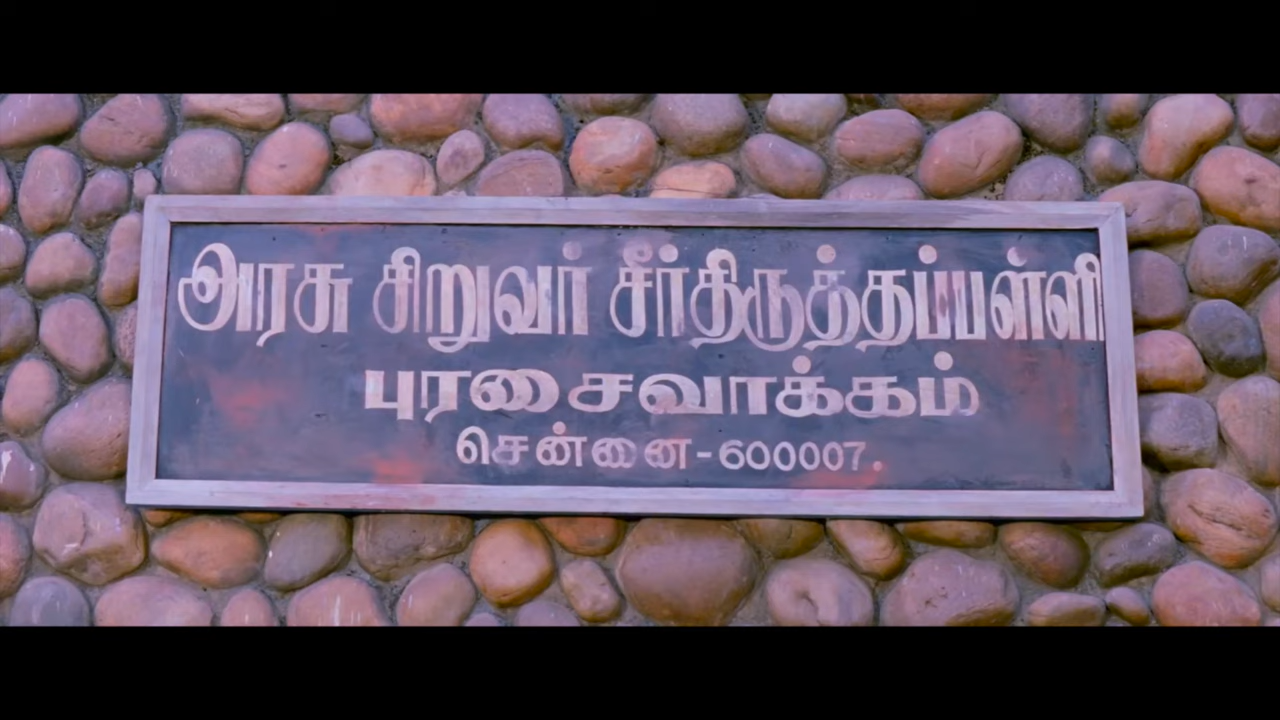 அரசு சிறுவர் சீர்திருத்தப்பள்ளி
புரசைவாக்கம்
சென்னை-600007.